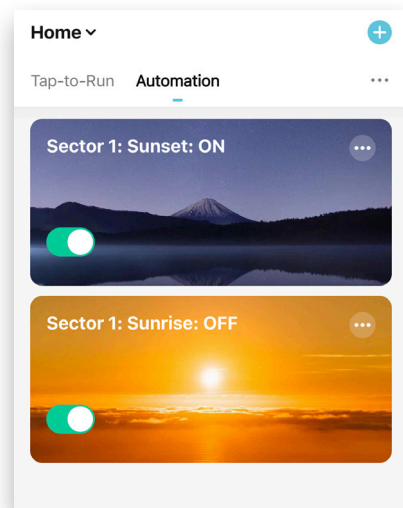 Home
Tap-to-Run Automation
Sector 1: Sunset: ON
Sector 1: Sunrise: OFF